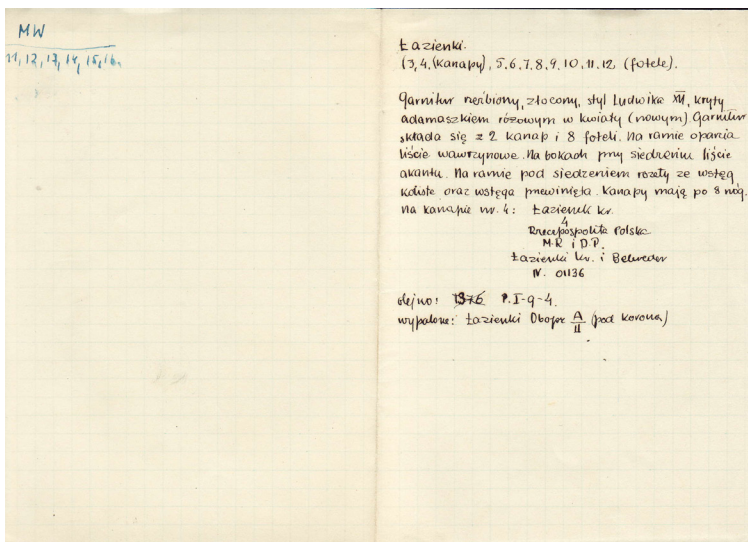 MW
11, 12, 13, 14, 15, 16.
Łazienki.
(3, 4. (kanapy), 5. 6. 7. 8. 9. 10. 11. 12 (fotele).
Garnitur rzeźbiony, złocony, styl Ludwika XVI, kryty
adamaszkiem różowym w kwiaty (nowym) Garnitur
składa się z 2 kanap i 8 foteli. Na ramie oparcia
liście wawrzynowe. Na bokach przy siedzeniu liście
akantu. Na ramie pod siedzeniem rozety ze wstęgą
koliste oraz wstęga przewinięta. Kanapy mają po 8 nóg.
Na kanapie nr. 4: Łazienek kr.
4
Rzeczpospolita Polska
M.R i D.P.
Łazienki Kr. i Belweder
IV. 01136
olejno: 1376 P.I-9-4.
wypalone: Łazienki A/II (pod koroną)